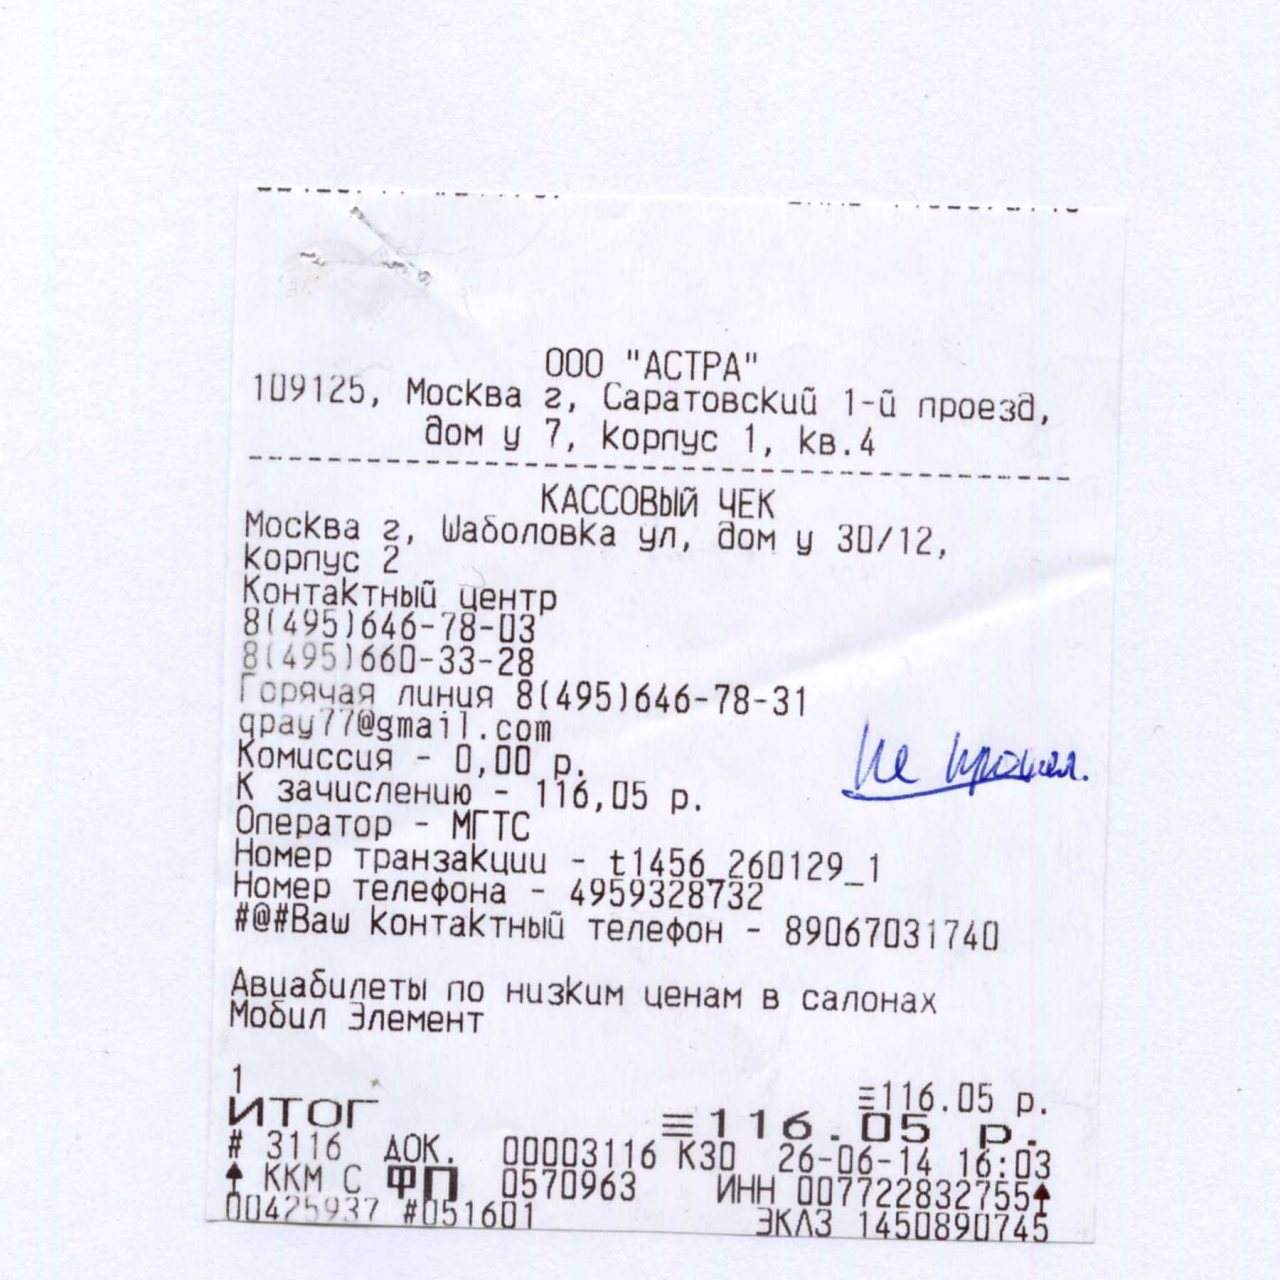 ООО "АСТРА"
109125, Москва г, Саратовский 1-й проезд,
дом у 7, корпус 1, кв.4
КАССОВЫЙ ЧЕК
Москва г, Шаболовка ул, дом у 30/12,
корпус 2
Контактный центр
8(495)646-78-03
8(495)660-33-28
Горячая линия 8(495)646-78-31
qpay77@gmail.com
Не прошел.
Комиссия - 0,00 р.
К зачислению - 116,05 р.
Оператор - МГТС
Номер транзакции - t1456_260129_1
Номер телефона - 4959328732
#@#Ваш контактный телефон - 89067031740
Авиабилеты по низким ценам в салонах
Мобил Элемент
1 ≡116.05 р.
ИТОГ ≡116.05 р.
# 3116 ДОК. 00003116 К30 26-06-14 16:03
ККМ С ФП 0570963 ИНН 007722832755
00425937 #051601 ЭКЛЗ 1450890745